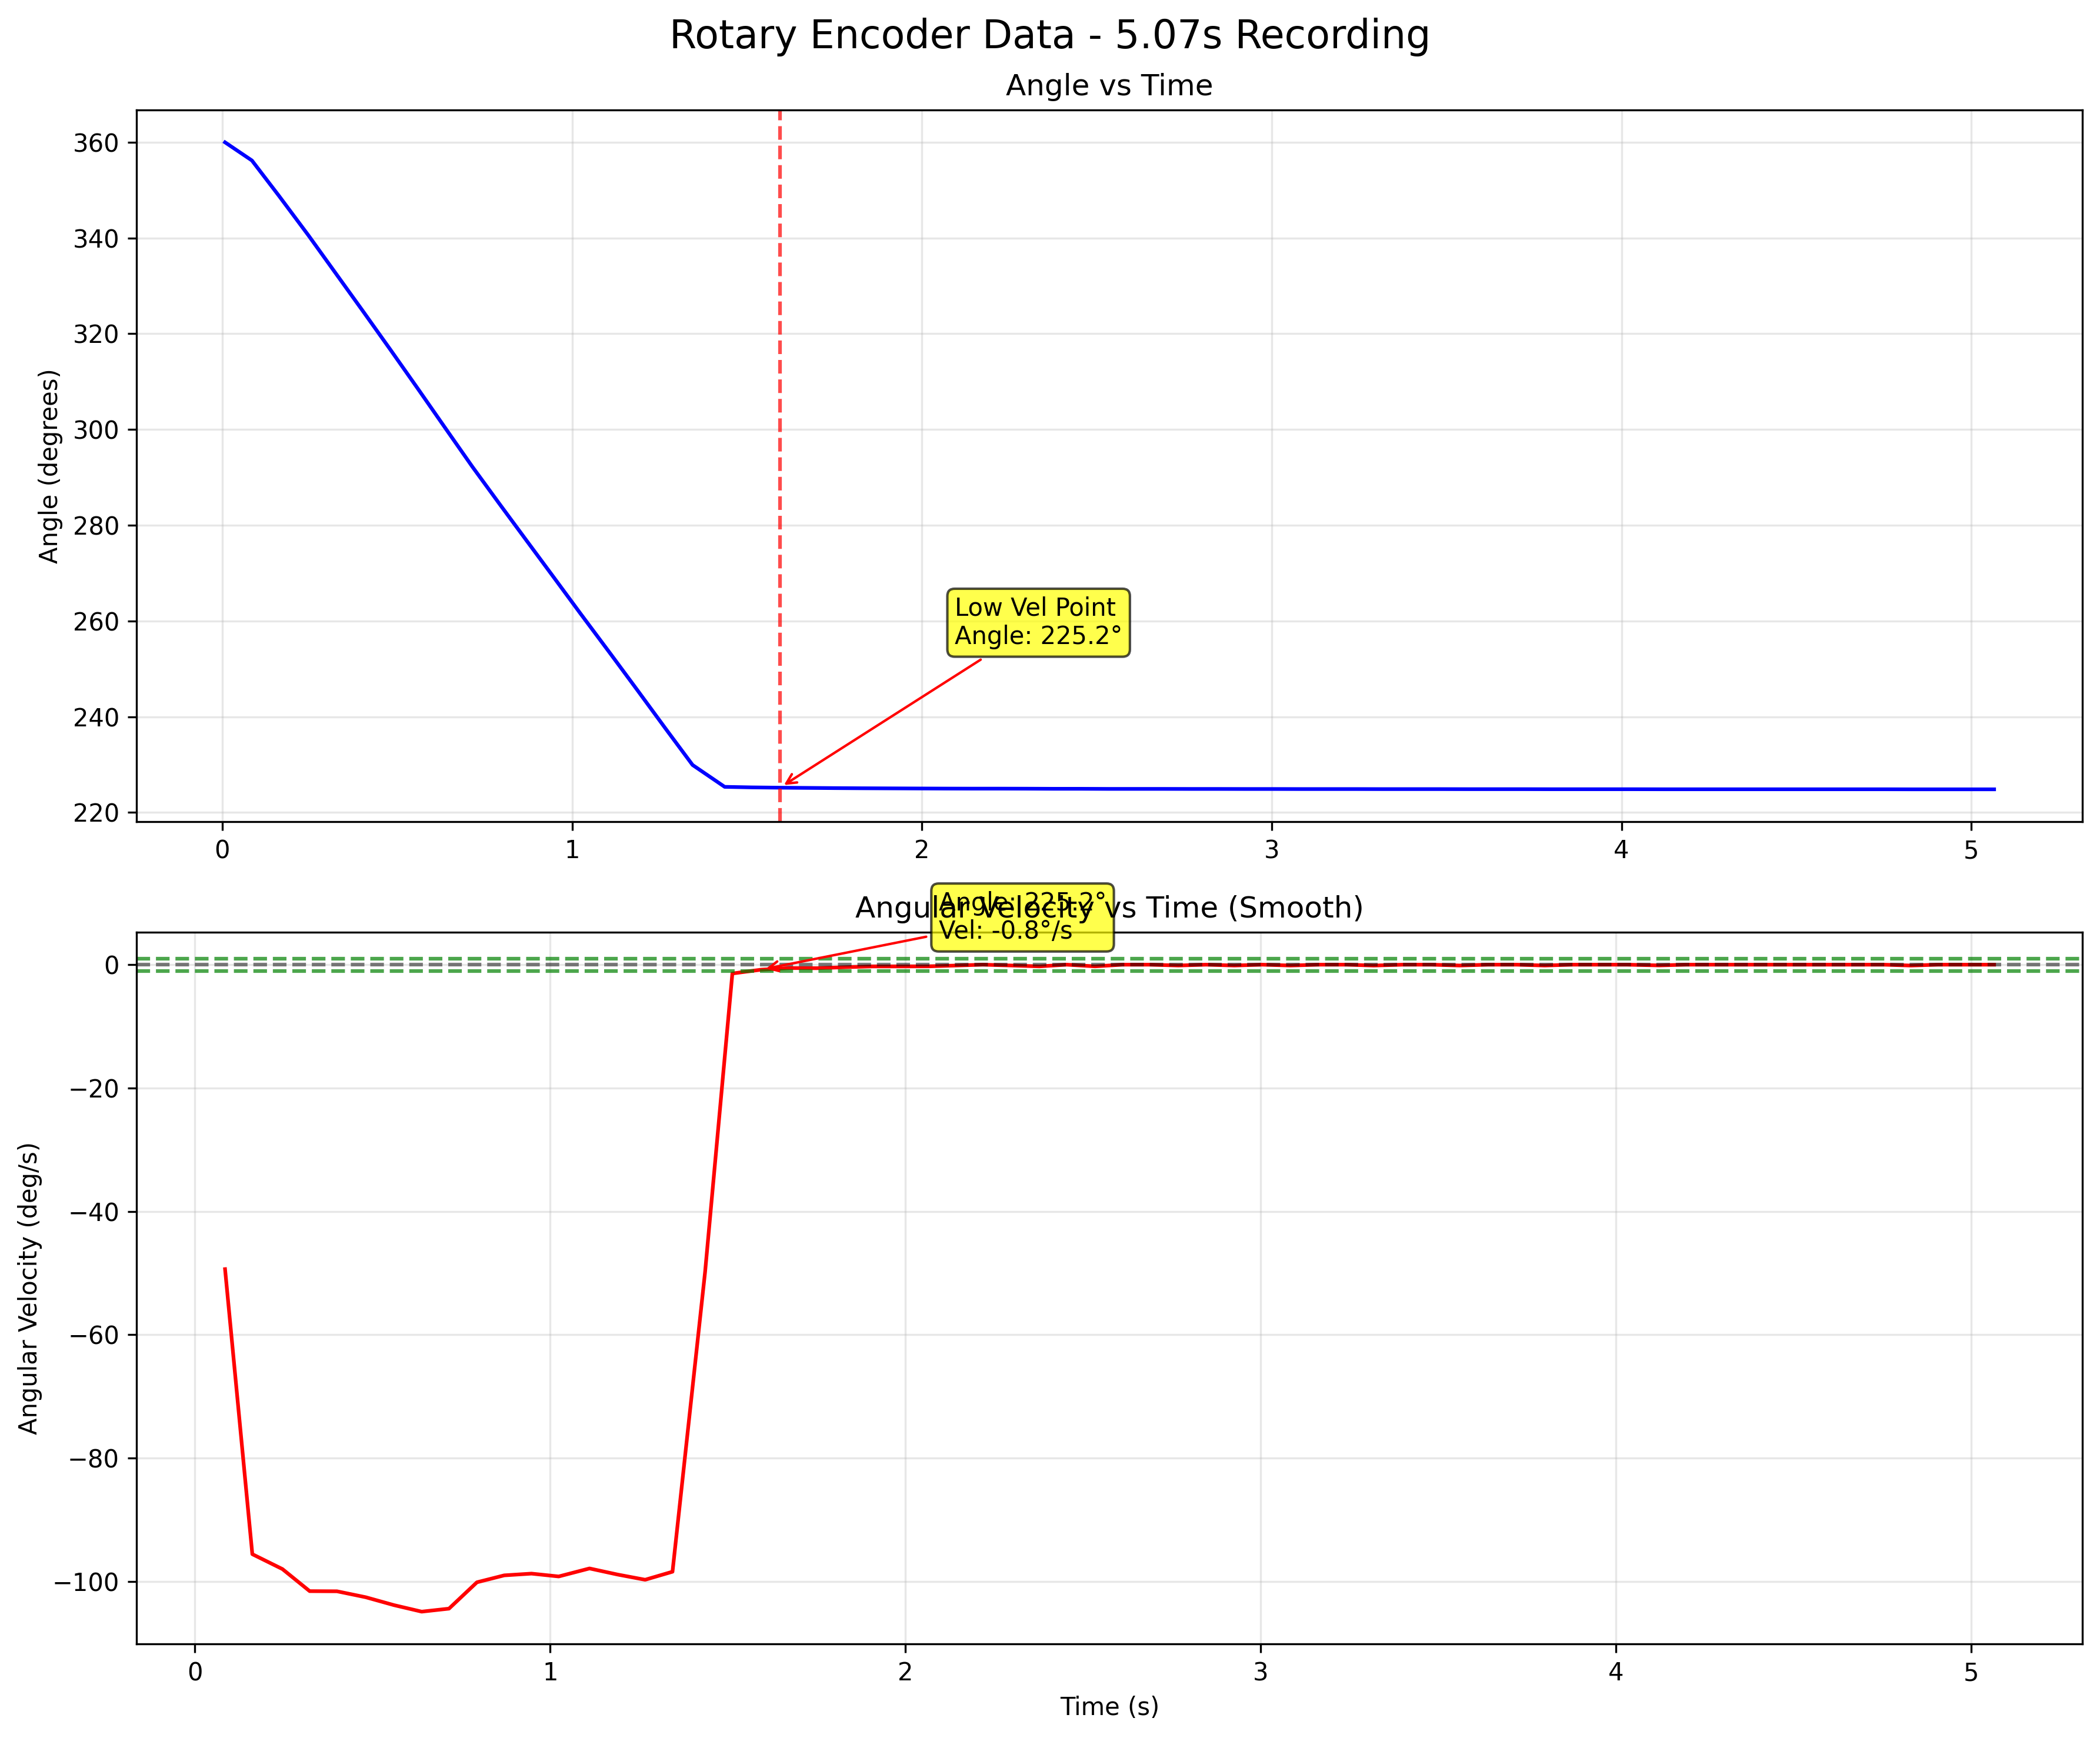 Rotary Encoder Data - 5.07s Recording
Angle vs Time
Angle (degrees)
360
340
320
300
280
260
240
220
Low Vel Point
Angle: 225.2°
0 1 2 3 4 5
Angular Velocity vs Time (Smooth)
Angle: 225.2°
Vel: -0.8°/s
Angular Velocity (deg/s)
0
−20
−40
−60
−80
−100
0 1 2 3 4 5
Time (s)